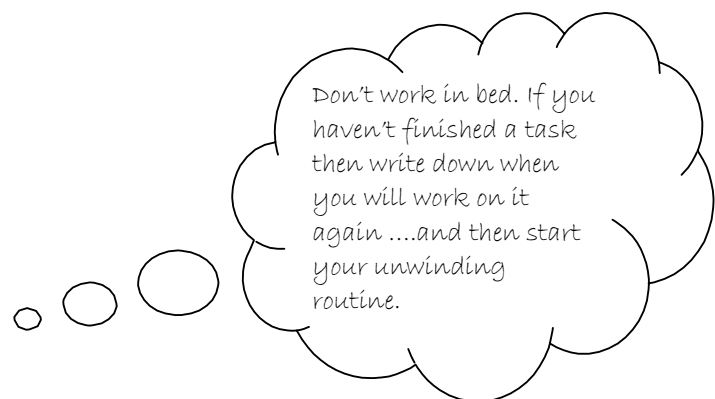 Don't work in bed. If you
haven't finished a task
then write down when
you will work on it
again ....and then start
your unwinding
routine.